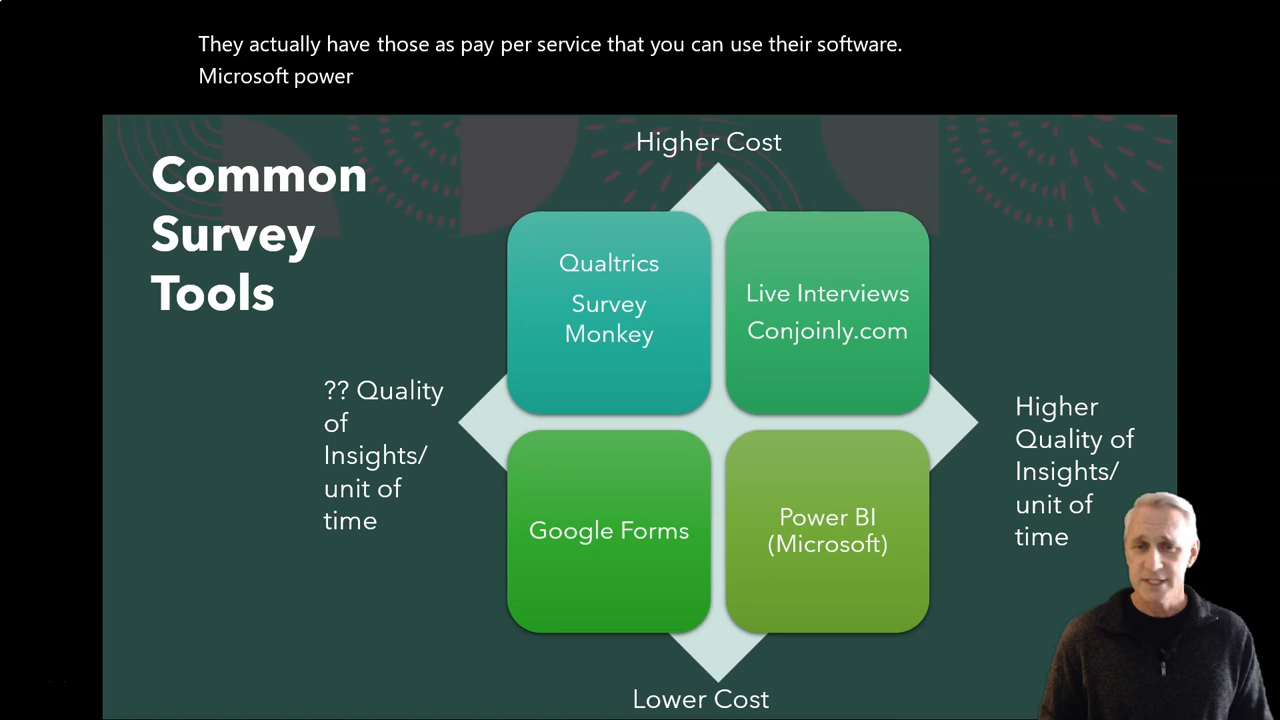 They actually have those as pay per service that you can use their software.
Microsoft power
Common
Survey
Tools
Higher Cost
Qualtrics
Survey
Monkey
Live Interviews
Conjoinly.com
?? Quality
of
Insights/
unit of
time
Higher
Quality of
Insights/
unit of
time
Google Forms
Power BI
(Microsoft)
Lower Cost